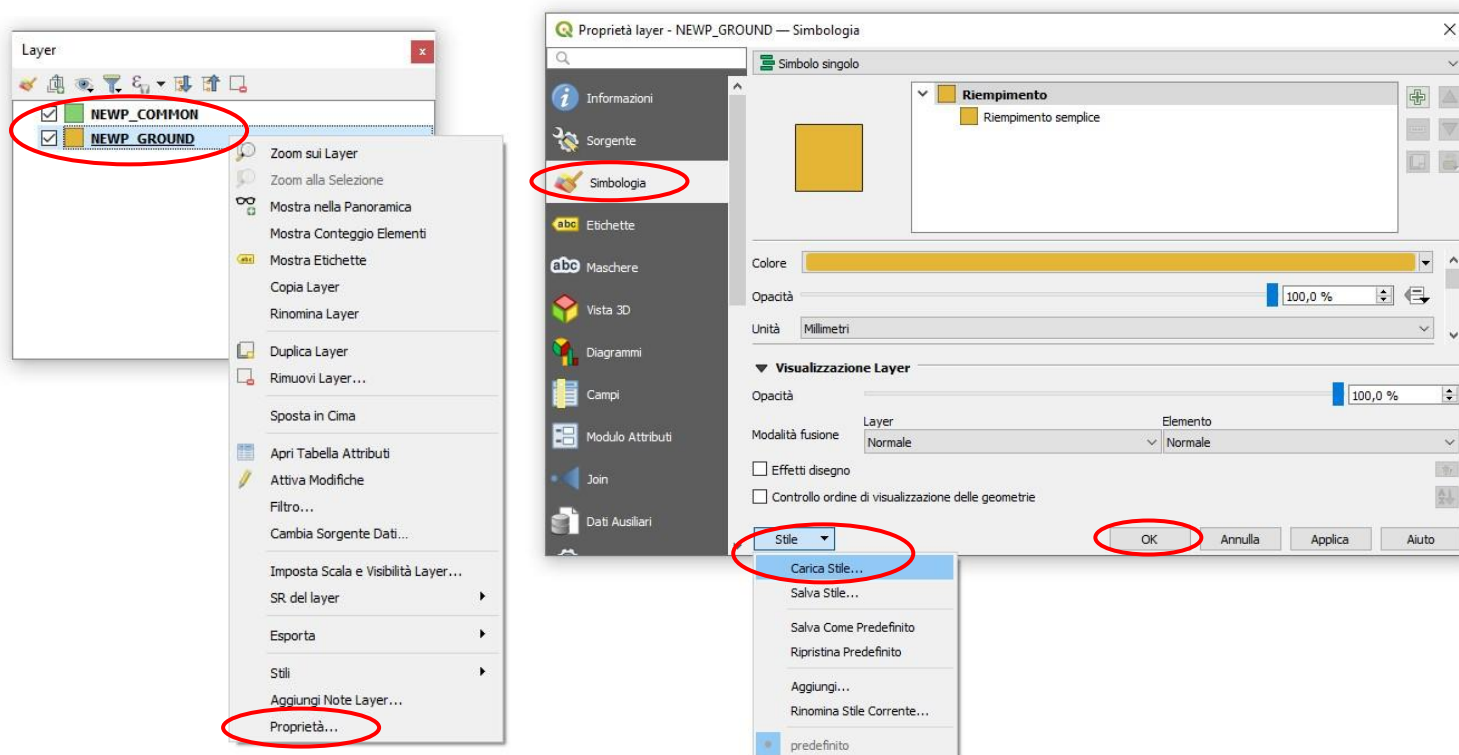 Layer
x
NEWP_COMMON
NEWP_GROUND
Zoom sui Layer
Zoom alla Selezione
Mostra nella Panoramica
Mostra Conteggio Elementi
abc Mostra Etichette
Copia Layer
Rinomina Layer
Duplica Layer
Rimuovi Layer...
Sposta in Cima
Apri Tabella Attributi
Attiva Modifiche
Filtro...
Cambia Sorgente Dati...
Imposta Scala e Visibilità Layer...
SR del layer
Esporta
Stili
Aggiungi Note Layer...
Proprietà...
Proprietà layer - NEWP_GROUND — Simbologia
Informazioni
Sorgente
Simbologia
abc Etichette
abc Maschere
Vista 3D
Diagrammi
Campi
Modulo Attributi
Join
Dati Ausiliari
Simbolo singolo
Riempimento
Riempimento semplice
Colore
Opacità 100,0 %
Unità Millimetri
Visualizzazione Layer
Opacità 100,0 %
Layer Elemento
Modalità fusione Normale Normale
Effetti disegno
Controllo ordine di visualizzazione delle geometrie
Stile OK Annulla Applica Aiuto
Carica Stile...
Salva Stile...
Salva Come Predefinito
Ripristina Predefinito
Aggiungi...
Rinomina Stile Corrente...
predefinito